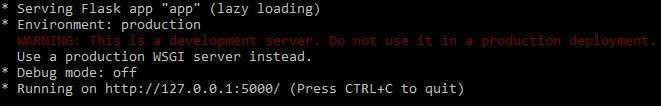 * Serving Flask app "app" (lazy loading)
* Environment: production
WARNING: This is a development server. Do not use it in a production deployment.
Use a production WSGI server instead.
* Debug mode: off
* Running on http://127.0.0.1:5000/ (Press CTRL+C to quit)